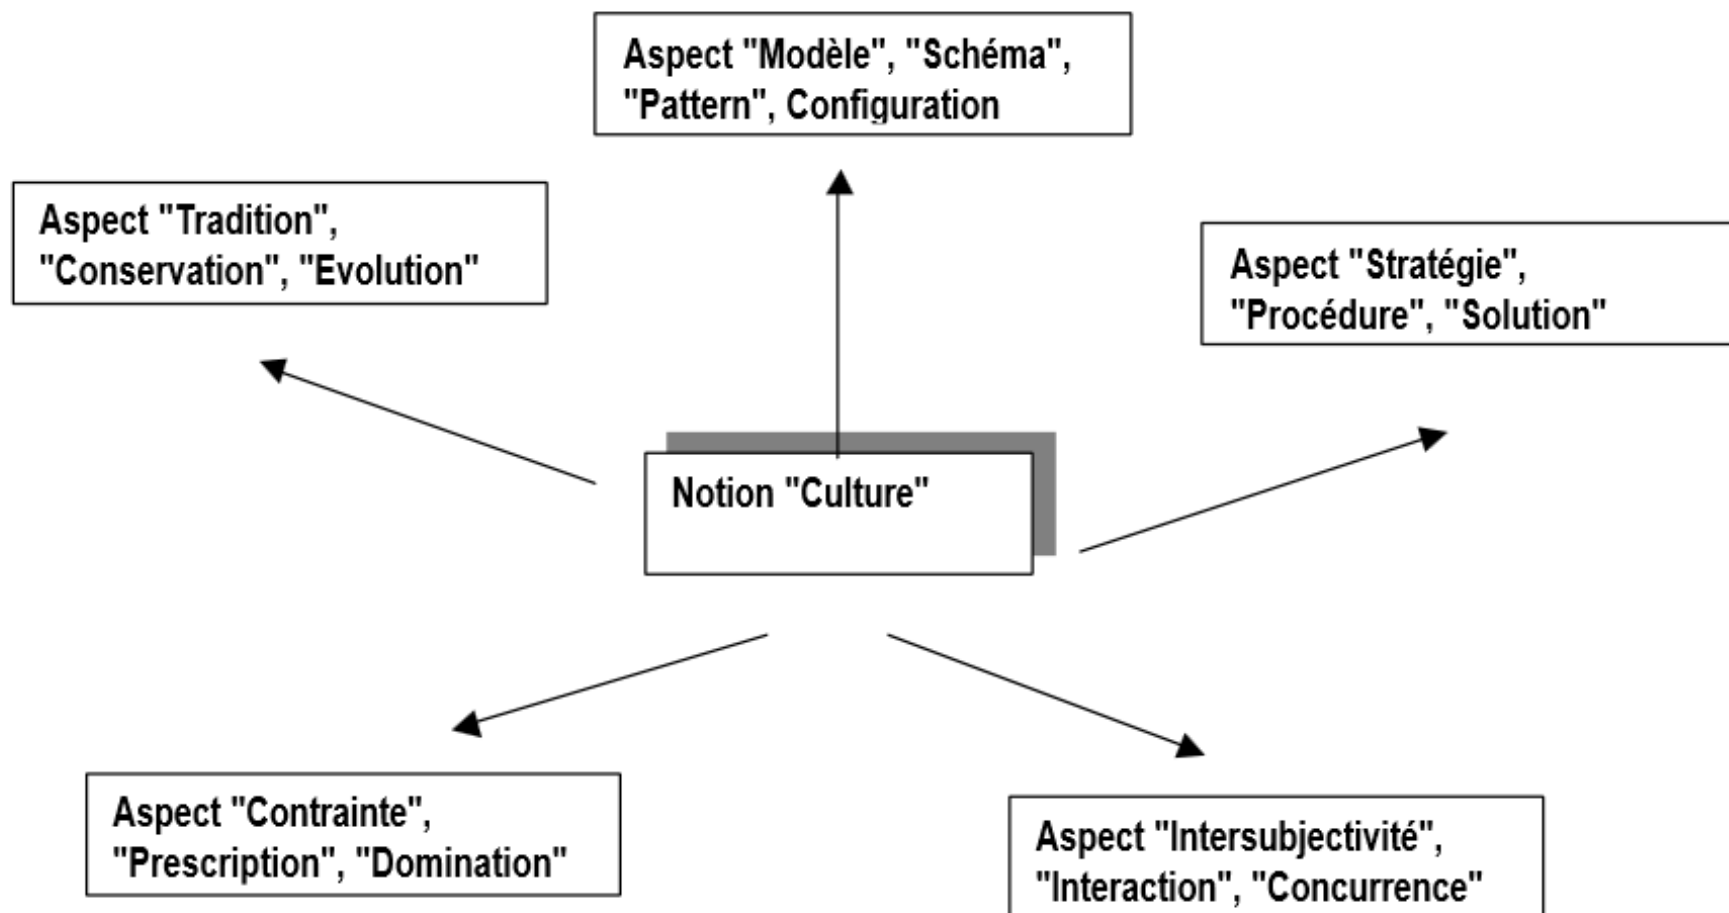 Aspect "Modèle", "Schéma",
"Pattern", Configuration
Aspect "Tradition",
"Conservation", "Evolution"
Aspect "Stratégie",
"Procédure", "Solution"
Notion "Culture"
Aspect "Contrainte",
"Prescription", "Domination"
Aspect "Intersubjectivité",
"Interaction", "Concurrence"